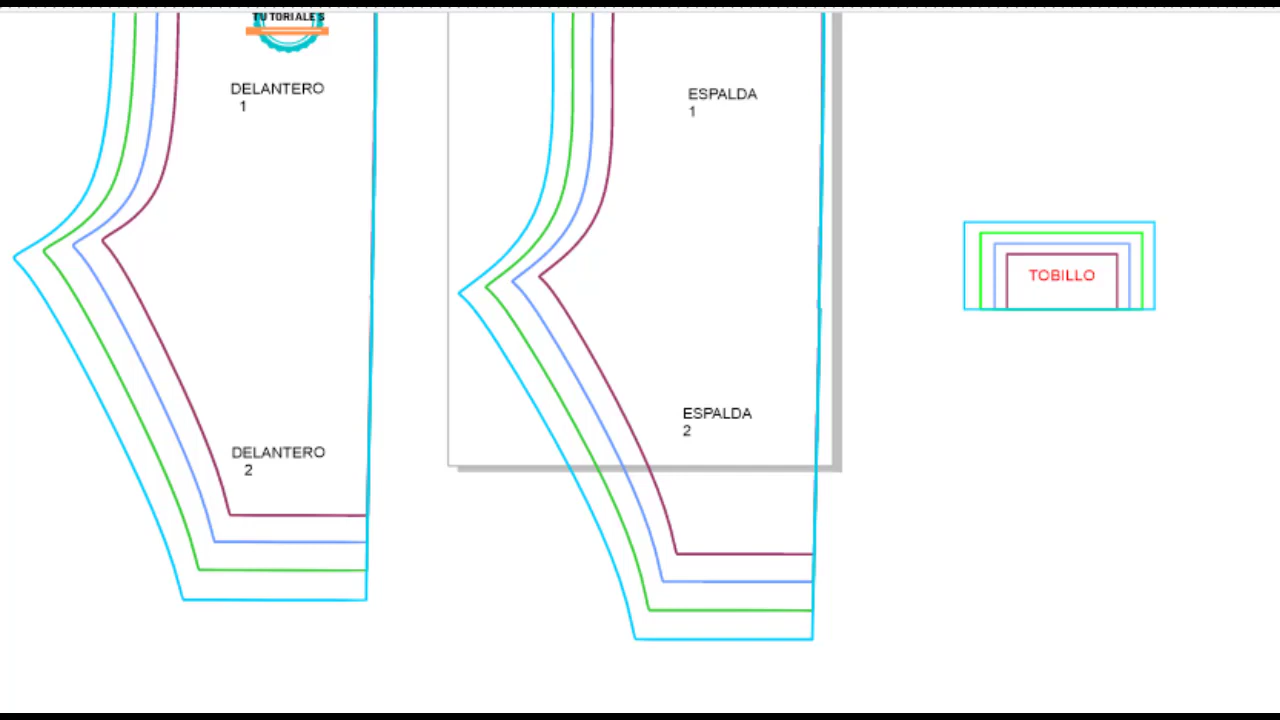 TUTORIALES
DELANTERO
1
ESPALDA
1
TOBILLO
DELANTERO
2
ESPALDA
2